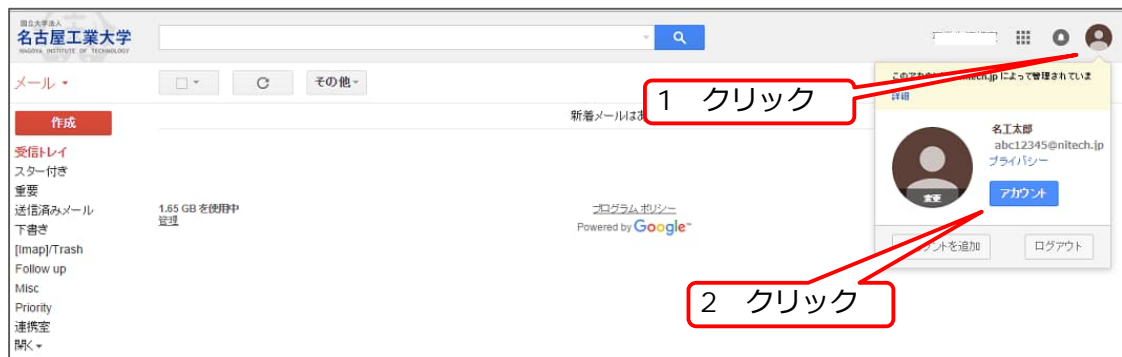 国立大学法人
名古屋工業大学
NAGOYA INSTITUTE OF TECHNOLOGY
メール
その他
1 クリック
このアカ
tech.jp によって管理されていま
詳細
新着メールはあ
作成
名工太郎
abc12345@nitech.jp
プライバシー
変更
アカウント
受信トレイ
スター付き
重要
送信済みメール
下書き
[Imap]/Trash
Follow up
Misc
Priority
連携室
開く
1.65 GB を使用中
管理
プログラム ポリシー
Powered by Google™
ウントを追加
ログアウト
2 クリック